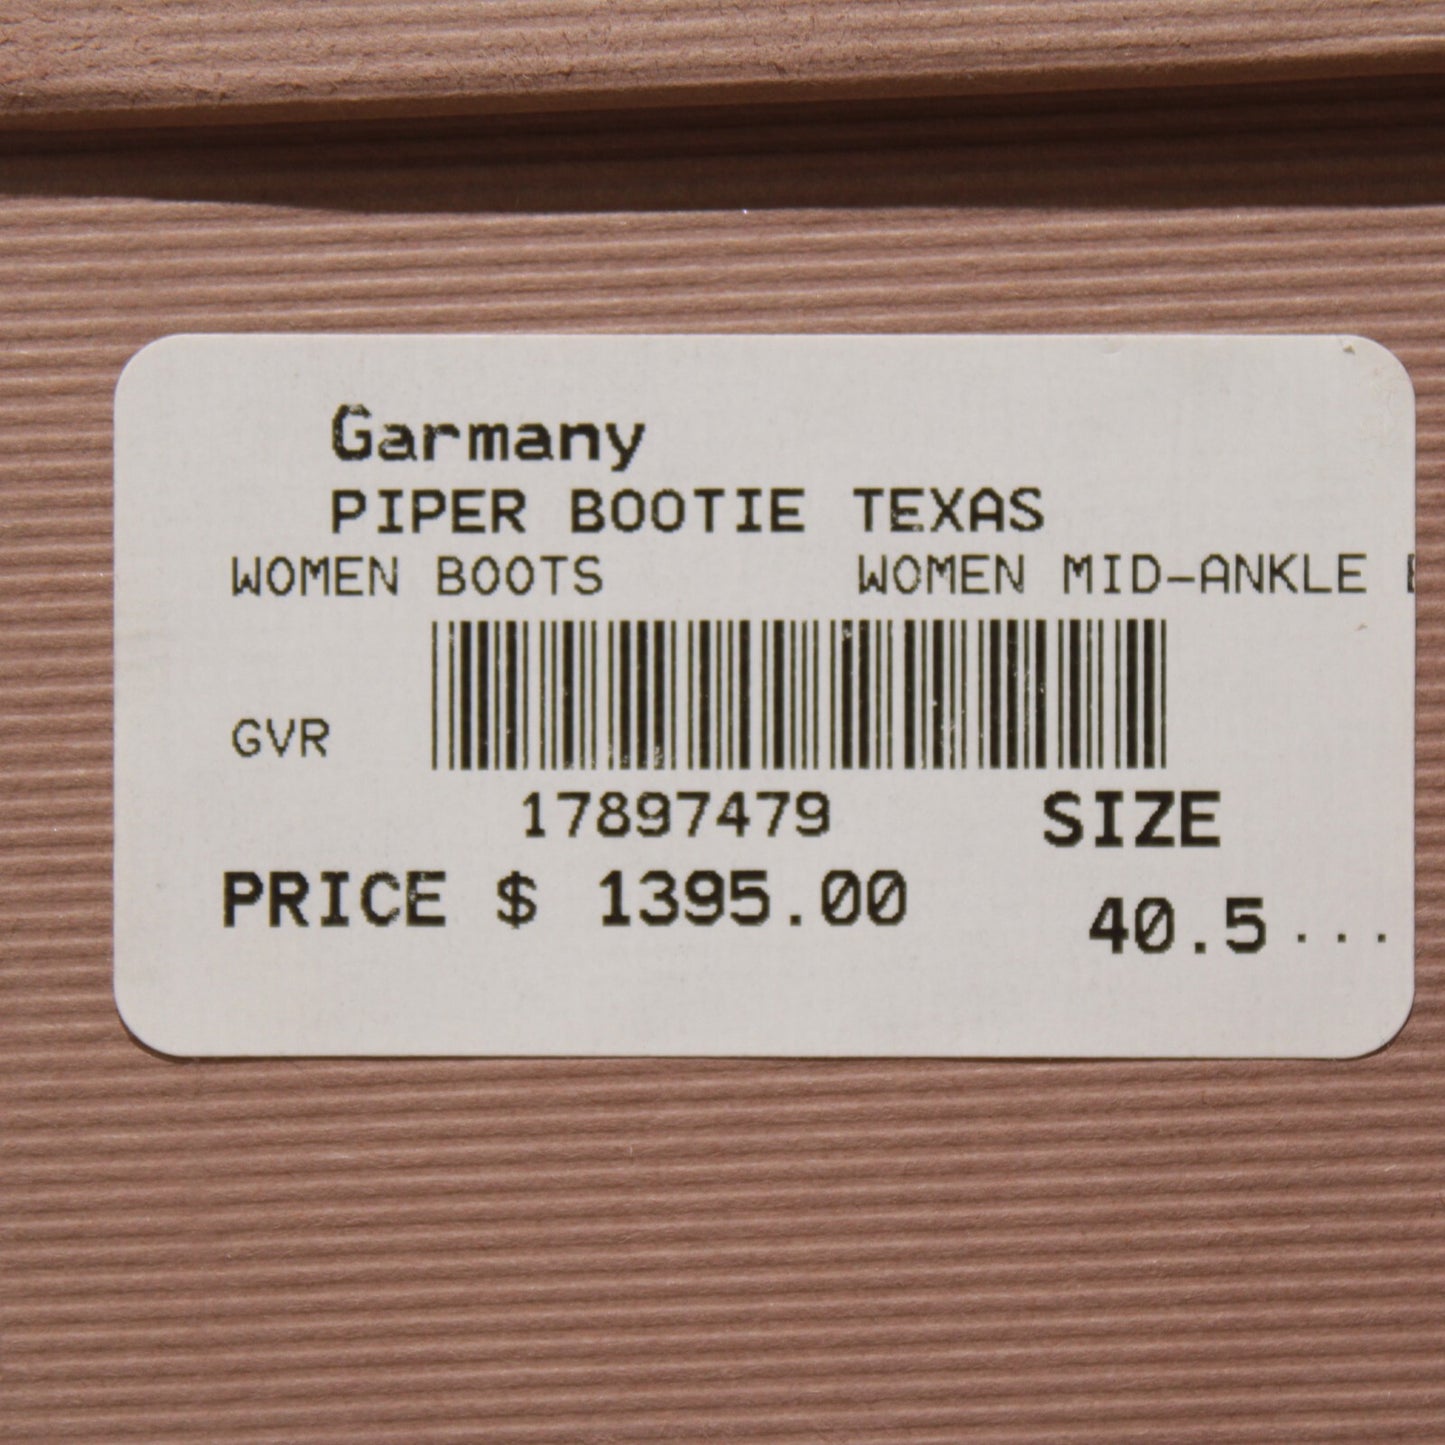 Garmany
PIPER BOOTIE TEXAS
WOMEN BOOTS WOMEN MID-ANKLE
GVR
17897479 SIZE
PRICE $ 1395.00
40.5...